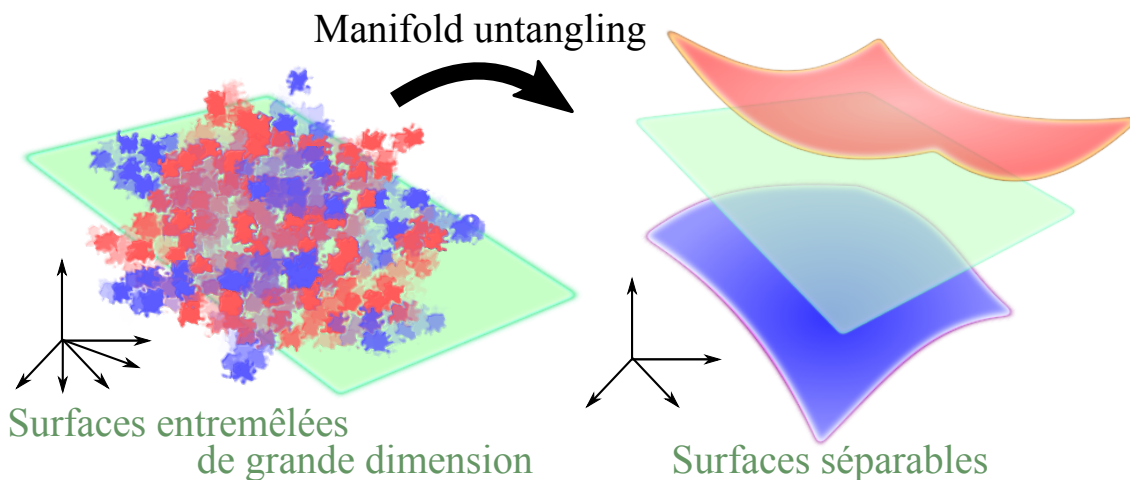 Manifold untangling
Surfaces entremêlées
de grande dimension
Surfaces séparables